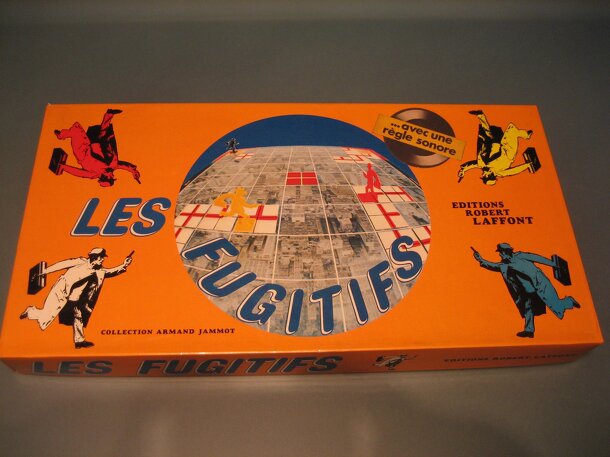 ...avec une
règle sonore
LES
FUGITIFS
EDITIONS
ROBERT
LAFFONT
COLLECTION ARMAND JAMMOT
LES FUGITIFS
EDITIONS ROBERT LAFFONT